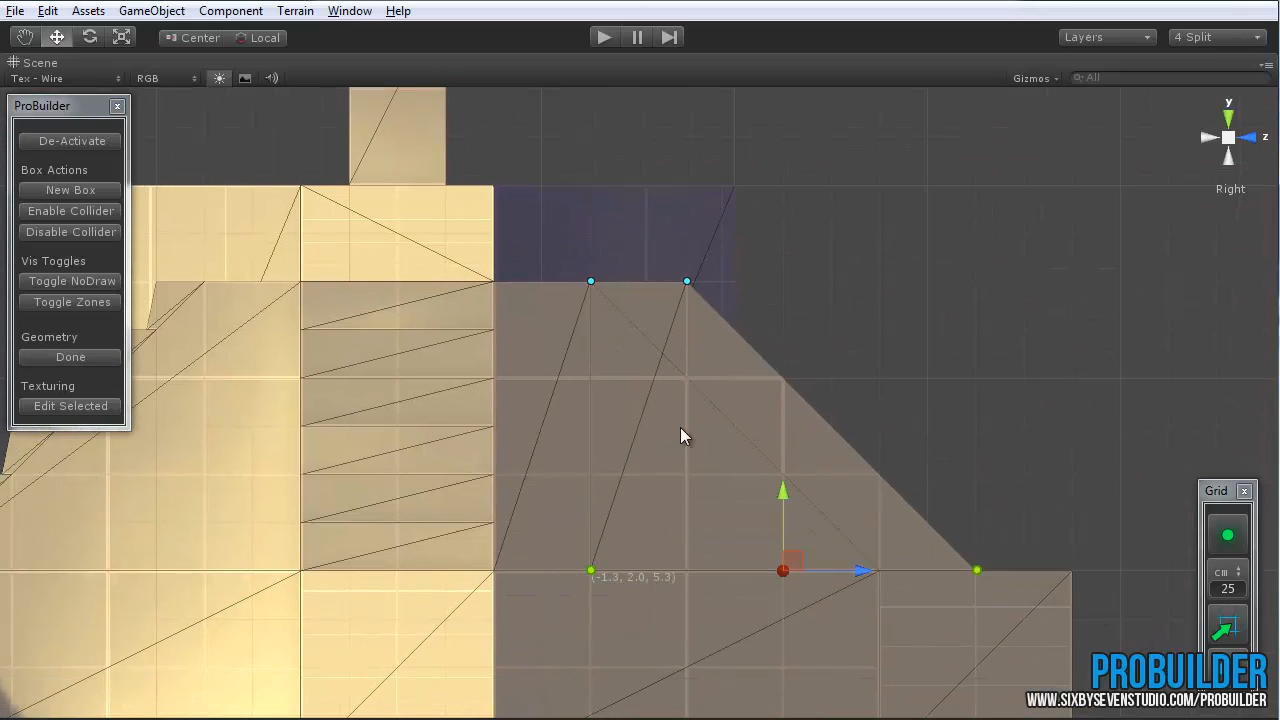 File Edit Assets GameObject Component Terrain Window Help
Center Local Layers 4 Split
Scene
Tex - Wire RGB Gizmos All
ProBuilder x
De-Activate
Box Actions
New Box
Enable Collider
Disable Collider
Vis Toggles
Toggle NoDraw
Toggle Zones
Geometry
Done
Texturing
Edit Selected
y
z
Right
(-1.3, 2.0, 5.3)
Grid x
cm
25
PROBUILDER
WWW.SIXBYSEVENSTUDIO.COM/PROBUILDER